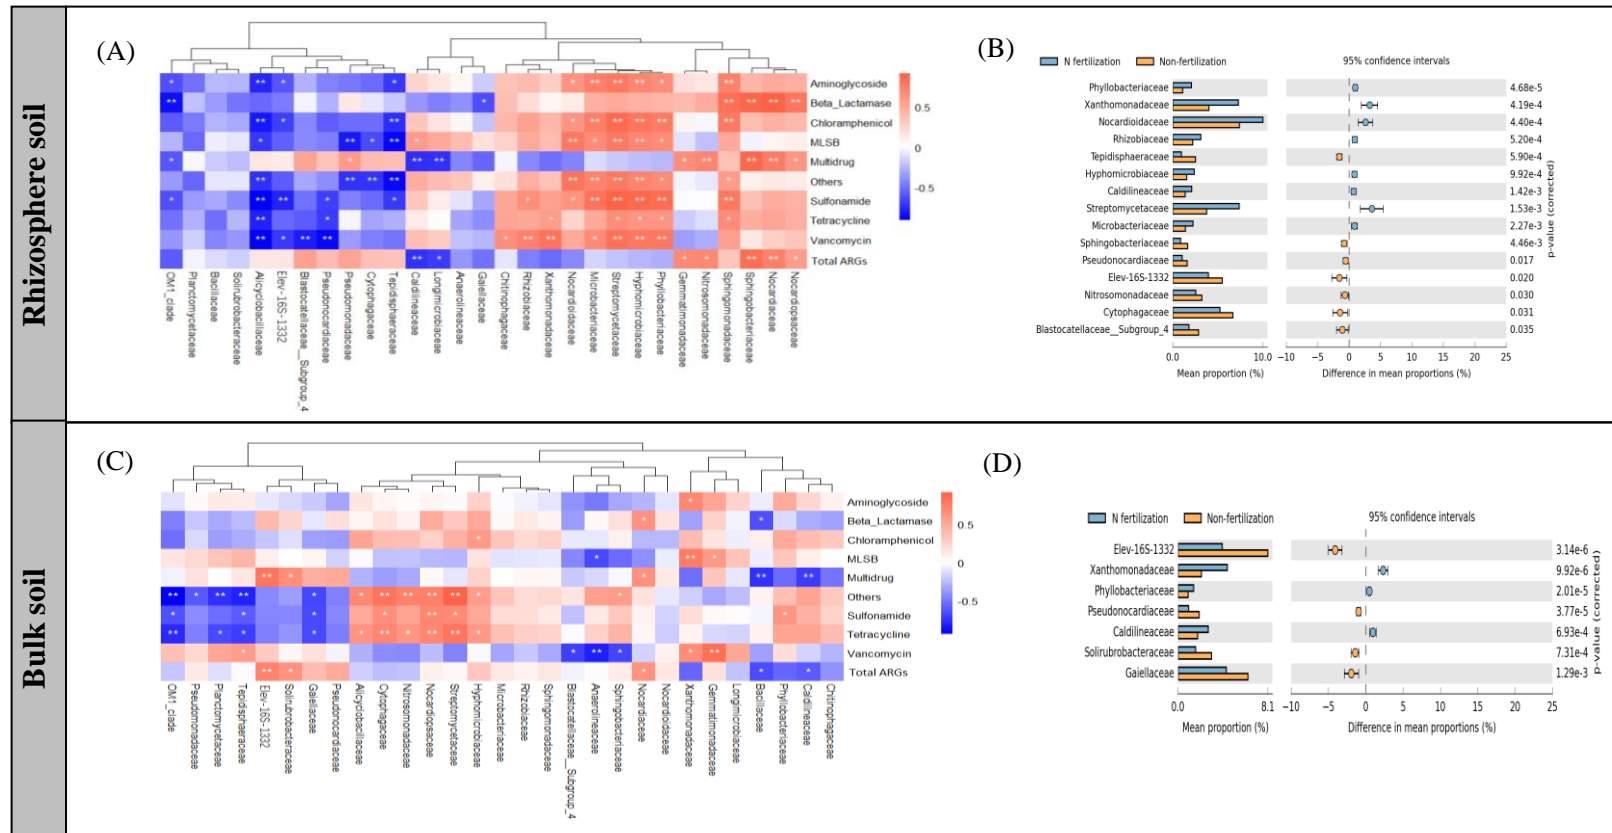 Rhizosphere soil
(A)
Aminoglycoside
Beta_Lactamase
Chloramphenicol
MLSB
Multidrug
Others
Sulfonamide
Tetracycline
Vancomycin
Total ARGs
0.5
0
-0.5
OM1_clade
Planctomycetaceae
Bacillaceae
Solirubrobacteraceae
Alicyclobacillaceae
Elev-16S-1332
Blastocatellaceae__Subgroup_4
Pseudonocardiaceae
Pseudomonadaceae
Cytophagaceae
Tepidisphaeraceae
Caldilineaceae
Longimicrobiaceae
Anaerolineaceae
Gaiellaceae
Chitinophagaceae
Rhizobiaceae
Xanthomonadaceae
Nocardioidaceae
Microbacteriaceae
Streptomycetaceae
Hyphomicrobiaceae
Phyllobacteriaceae
Gemmatimonadaceae
Nitrosomonadaceae
Sphingomonadaceae
Sphingobacteriaceae
Nocardiaceae
Nocardiopsaceae
(B)
N fertilization Non-fertilization 95% confidence intervals
Phyllobacteriaceae 4.68e-5
Xanthomonadaceae 4.19e-4
Nocardioidaceae 4.40e-4
Rhizobiaceae 5.20e-4
Tepidisphaeraceae 5.90e-4
Hyphomicrobiaceae 9.92e-4
Caldilineaceae 1.42e-3
Streptomycetaceae 1.53e-3
Microbacteriaceae 2.27e-3
Sphingobacteriaceae 4.46e-3
Pseudonocardiaceae 0.017
Elev-16S-1332 0.020
Nitrosomonadaceae 0.030
Cytophagaceae 0.031
Blastocatellaceae__Subgroup_4 0.035
p-value (corrected)
0.0 10.0 −10 −5 0 5 10 15 20 25
Mean proportion (%) Difference in mean proportions (%)
Bulk soil
(C)
Aminoglycoside
Beta_Lactamase
Chloramphenicol
MLSB
Multidrug
Others
Sulfonamide
Tetracycline
Vancomycin
Total ARGs
0.5
0
-0.5
OM1_clade
Pseudomonadaceae
Planctomycetaceae
Tepidisphaeraceae
Elev-16S-1332
Solirubrobacteraceae
Gaiellaceae
Pseudonocardiaceae
Alicyclobacillaceae
Cytophagaceae
Nitrosomonadaceae
Nocardiopsaceae
Streptomycetaceae
Hyphomicrobiaceae
Microbacteriaceae
Rhizobiaceae
Sphingomonadaceae
Blastocatellaceae__Subgroup_4
Anaerolineaceae
Sphingobacteriaceae
Nocardiaceae
Nocardioidaceae
Xanthomonadaceae
Gemmatimonadaceae
Longimicrobiaceae
Bacillaceae
Phyllobacteriaceae
Caldilineaceae
Chitinophagaceae
(D)
N fertilization Non-fertilization 95% confidence intervals
Elev-16S-1332 3.14e-6
Xanthomonadaceae 9.92e-6
Phyllobacteriaceae 2.01e-5
Pseudonocardiaceae 3.77e-5
Caldilineaceae 6.93e-4
Solirubrobacteraceae 7.31e-4
Gaiellaceae 1.29e-3
p-value (corrected)
0.0 8.1 −10 −5 0 5 10 15 20 25
Mean proportion (%) Difference in mean proportions (%)